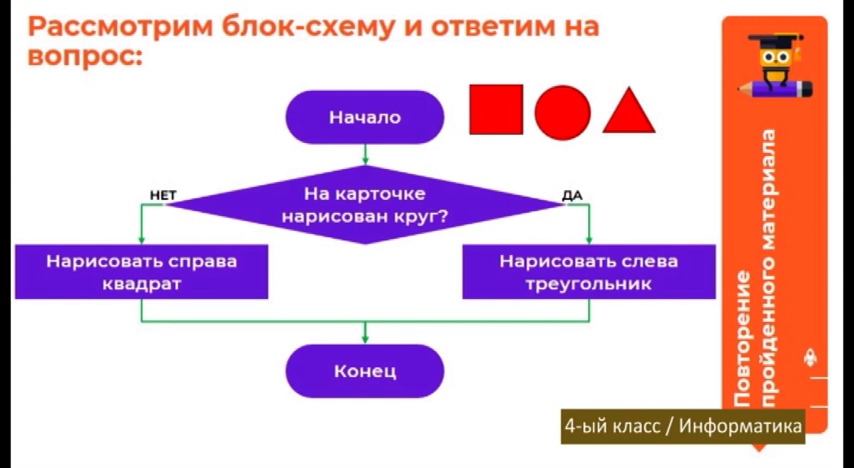 Рассмотрим блок-схему и ответим на
вопрос:
Начало
НЕТ
На карточке
нарисован круг?
ДА
Нарисовать справа
квадрат
Нарисовать слева
треугольник
Конец
Повторение
пройденного материала
4-ый класс / Информатика